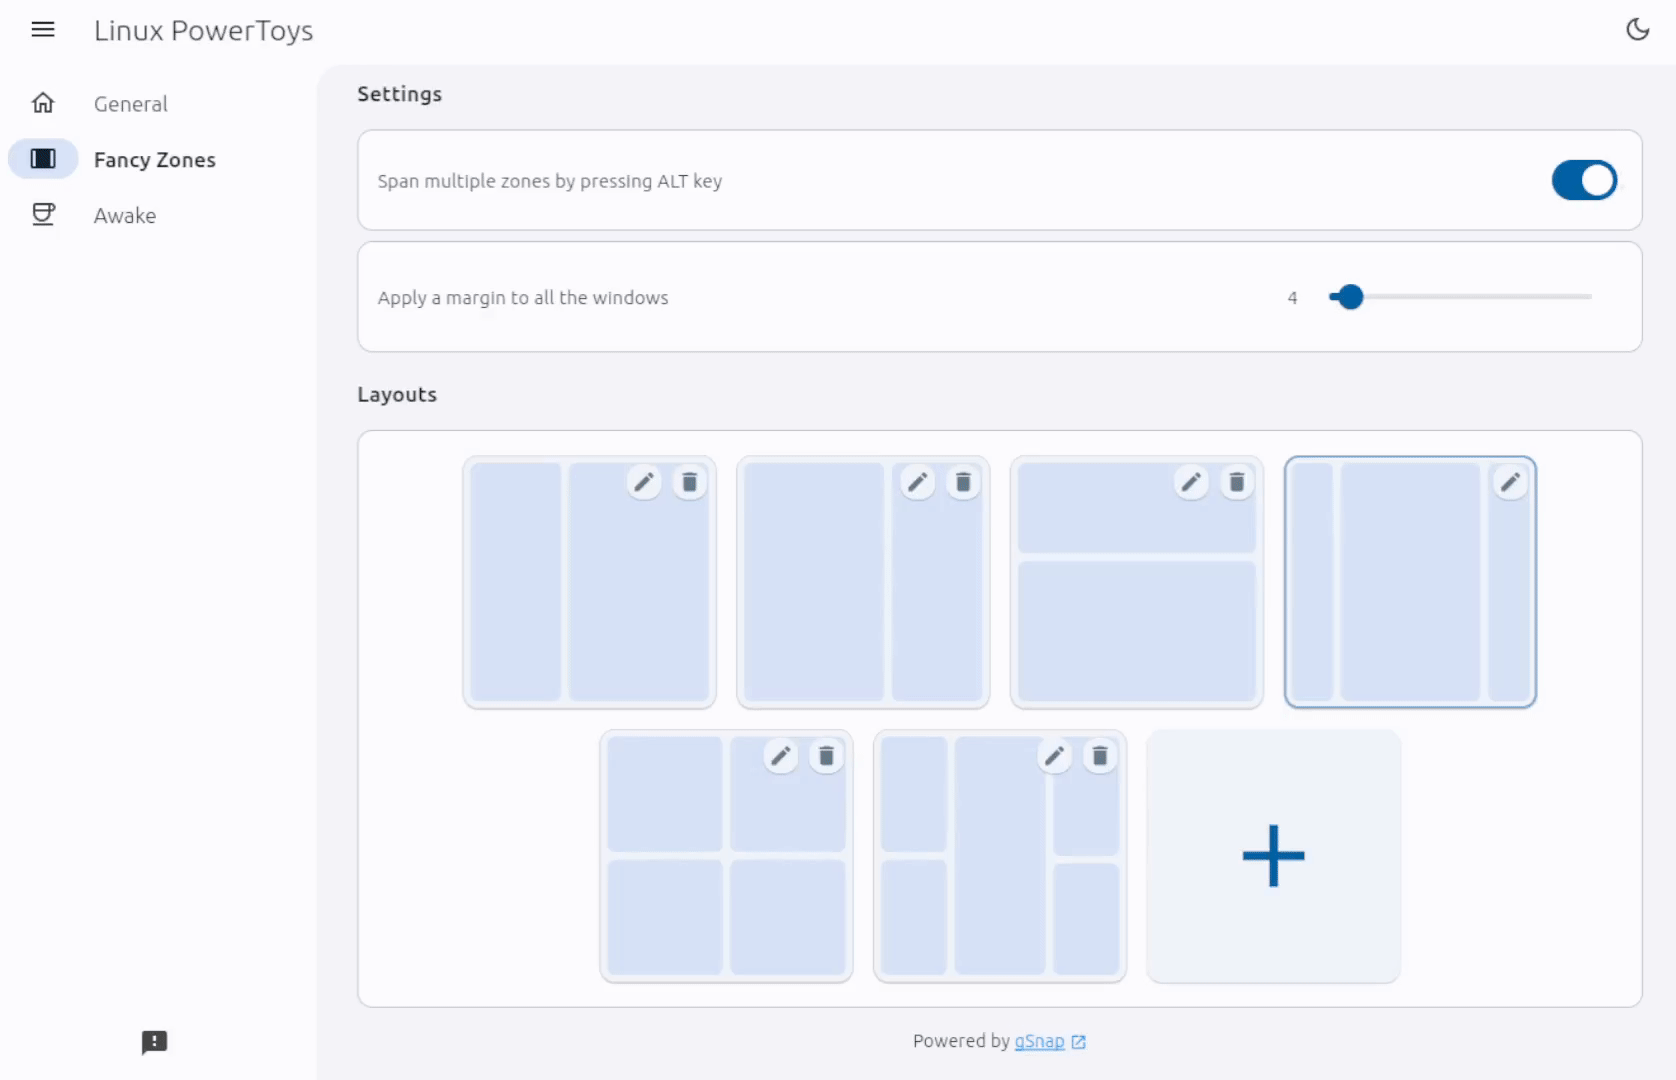 Linux PowerToys
General
Fancy Zones
Awake
Settings
Span multiple zones by pressing ALT key
Apply a margin to all the windows
4
Layouts
Powered by gSnap